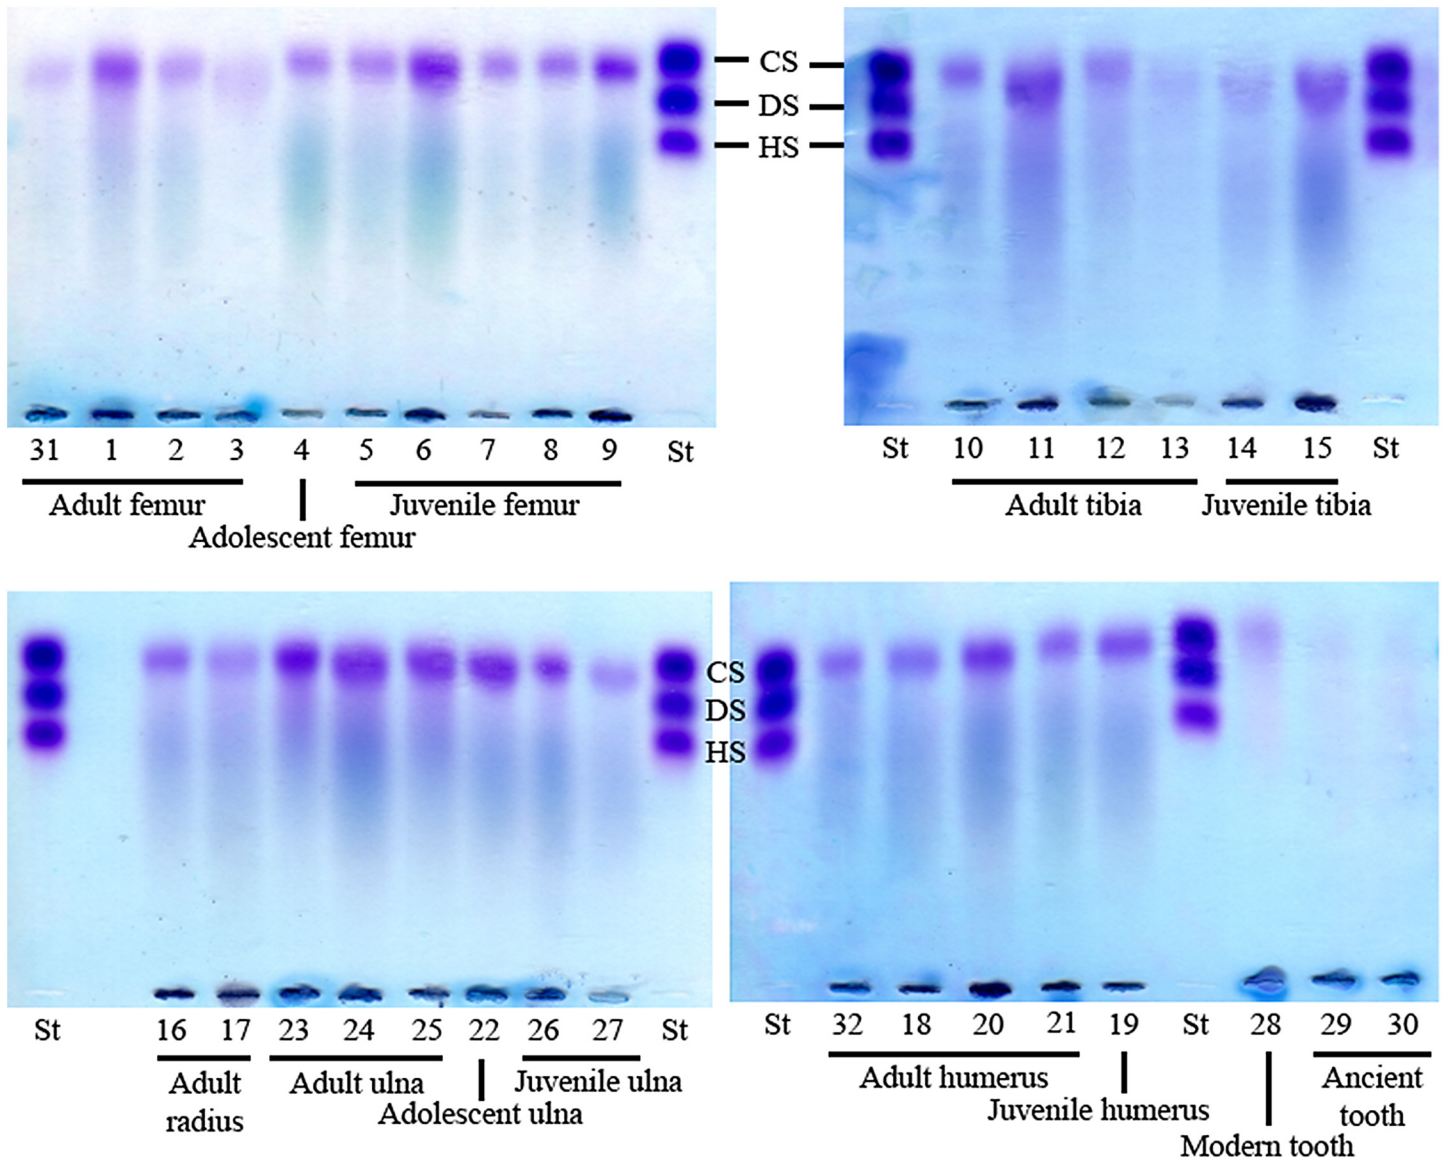 CS
DS
HS
31 1 2 3 4 5 6 7 8 9 St
Adult femur Juvenile femur
Adolescent femur
St 10 11 12 13 14 15 St
Adult tibia Juvenile tibia
CS
DS
HS
St 16 17 23 24 25 22 26 27 St
Adult Adult ulna Juvenile ulna
radius Adolescent ulna
St 32 18 20 21 19 St 28 29 30
Adult humerus Ancient
Juvenile humerus tooth
Modern tooth